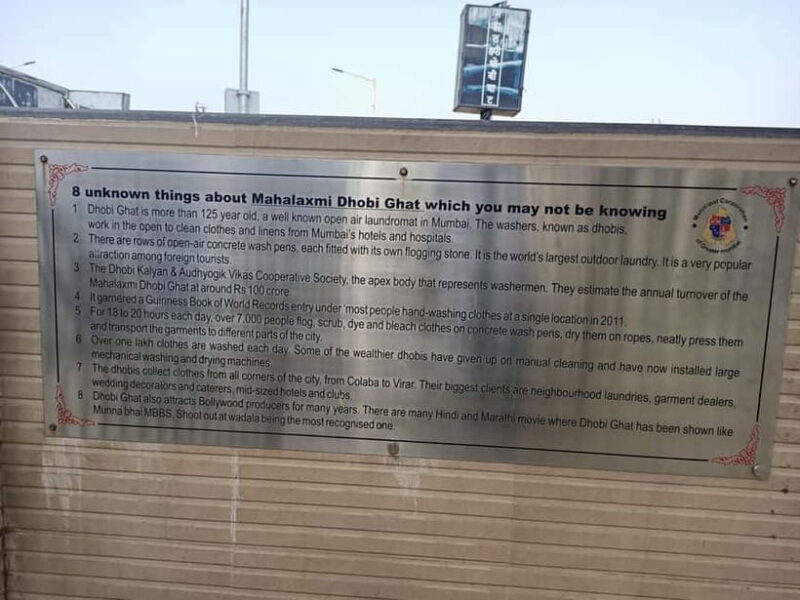 8 unknown things about Mahalaxmi Dhobi Ghat which you may not be knowing
1 Dhobi Ghat is more than 125 year old, a well known open air laundromat in Mumbai. The washers, known as dhobis,
work in the open to clean clothes and linens from Mumbai's hotels and hospitals.
2 There are rows of open-air concrete wash pens, each fitted with its own flogging stone. It is the world's largest outdoor laundry. It is a very popular
attraction among foreign tourists.
3 The Dhobi Kalyan & Audhyogik Vikas Cooperative Society, the apex body that represents washermen. They estimate the annual turnover of the
Mahalaxmi Dhobi Ghat at around Rs 100 crore
4 It garnered a Guinness Book of World Records entry under 'most people hand-washing clothes at a single location in 2011.
5 For 18 to 20 hours each day, over 7,000 people flog, scrub, dye and bleach clothes on concrete wash pens, dry them on ropes, neatly press them
and transport the garments to different parts of the city.
6 Over one lakh clothes are washed each day. Some of the wealthier dhobis have given up on manual cleaning and have now installed large
mechanical washing and drying machines.
7 The dhobis collect clothes from all corners of the city, from Colaba to Virar. Their biggest clients are neighbourhood laundries, garment dealers,
wedding decorators and caterers, mid-sized hotels and clubs.
8 Dhobi Ghat also attracts Bollywood producers for many years. There are many Hindi and Marathi movie where Dhobi Ghat has been shown like
Munna bhai MBBS, Shoot out at wadala being the most recognised one.
Municipal Corporation
of Greater mumbai